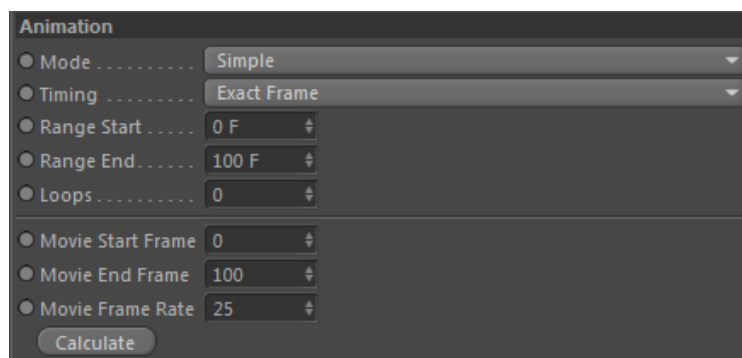 Animation
Mode . . . . . . . . . . Simple
Timing . . . . . . . . . Exact Frame
Range Start . . . . . 0 F
Range End . . . . . . 100 F
Loops . . . . . . . . . . 0
Movie Start Frame 0
Movie End Frame 100
Movie Frame Rate 25
Calculate